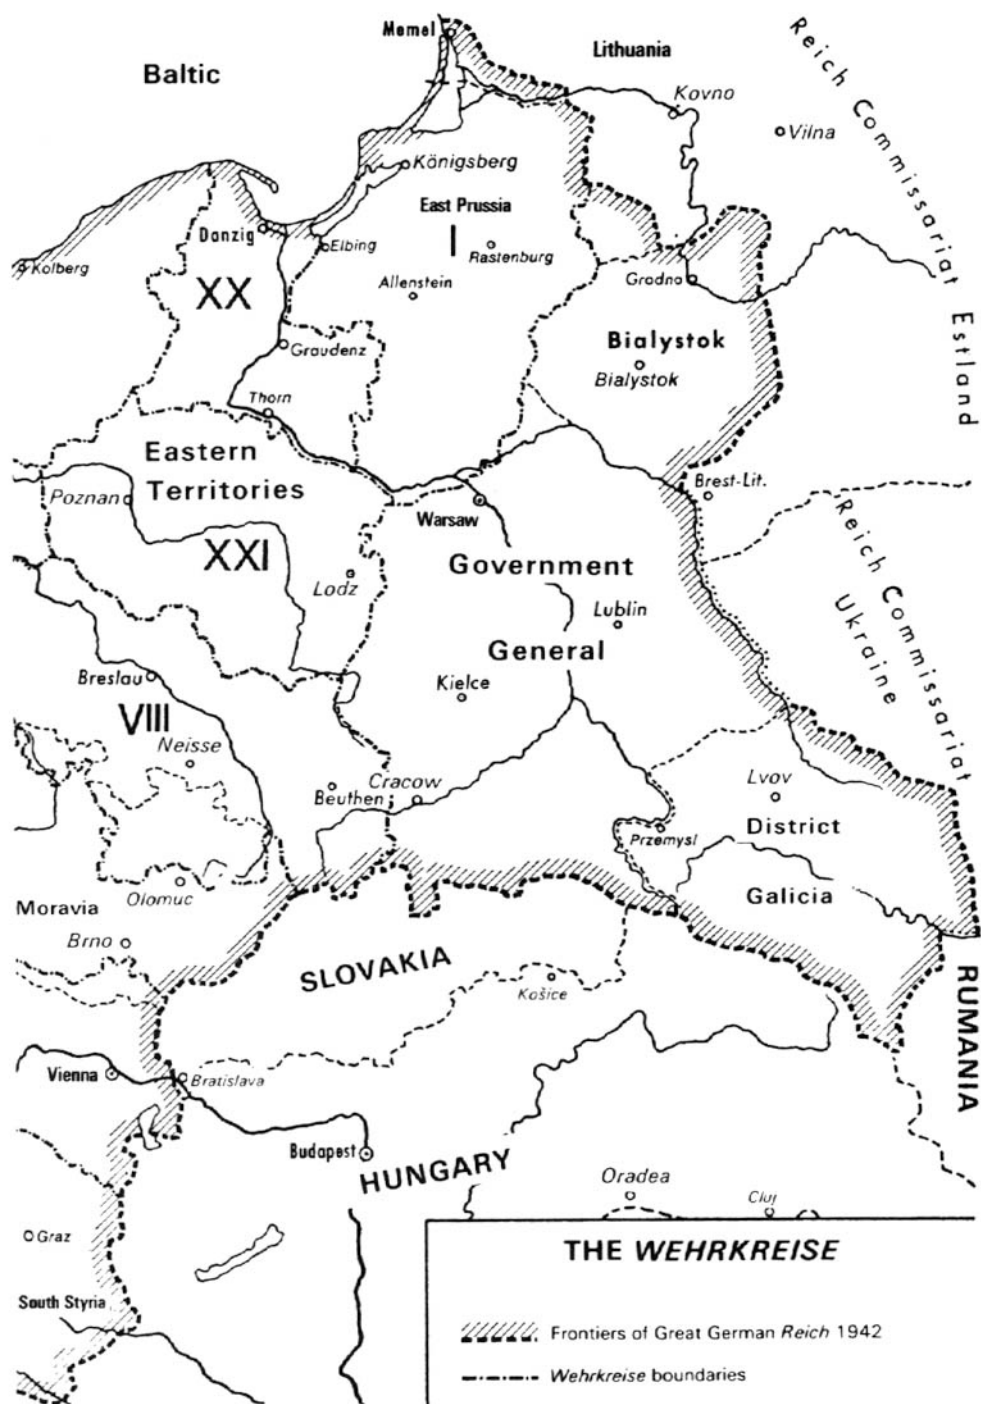 Memel
Lithuania
Baltic
Kovno
Vilna
Reich Commissariat Estland
Königsberg
East Prussia
I
Danzig
Elbing
Rastenburg
Kolberg
XX
Allenstein
Grodno
Graudenz
Bialystok
Bialystok
Thorn
Eastern
Territories
Poznan
Brest-Lit.
Warsaw
XXI
Government
Lodz
Lublin
General
Reich Commissariat
Ukraine
Breslau
Kielce
VIII
Neisse
Cracow
Beuthen
Lvov
Przemysl
District
Galicia
Olomuc
Moravia
Brno
SLOVAKIA
Košice
RUMANIA
Vienna
Bratislava
Budapest
HUNGARY
Oradea
Cluj
Graz
South Styria
THE WEHRKREISE
Frontiers of Great German Reich 1942
Wehrkreise boundaries